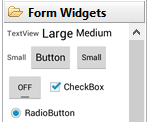 Form Widgets
TextView Large Medium
Small Button Small
OFF CheckBox
RadioButton